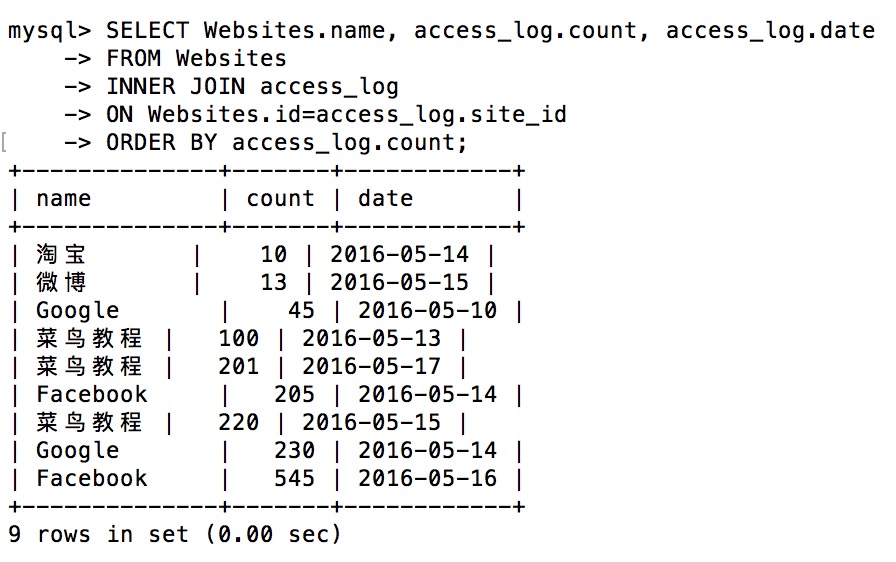 mysql> SELECT Websites.name, access_log.count, access_log.date
    -> FROM Websites
    -> INNER JOIN access_log
    -> ON Websites.id=access_log.site_id
[    -> ORDER BY access_log.count;
+--------------+-------+------------+
| name         | count | date       |
+--------------+-------+------------+
| 淘宝       |    10 | 2016-05-14 |
| 微博       |    13 | 2016-05-15 |
| Google       |    45 | 2016-05-10 |
| 菜鸟教程 |   100 | 2016-05-13 |
| 菜鸟教程 |   201 | 2016-05-17 |
| Facebook     |   205 | 2016-05-14 |
| 菜鸟教程 |   220 | 2016-05-15 |
| Google       |   230 | 2016-05-14 |
| Facebook     |   545 | 2016-05-16 |
+--------------+-------+------------+
9 rows in set (0.00 sec)